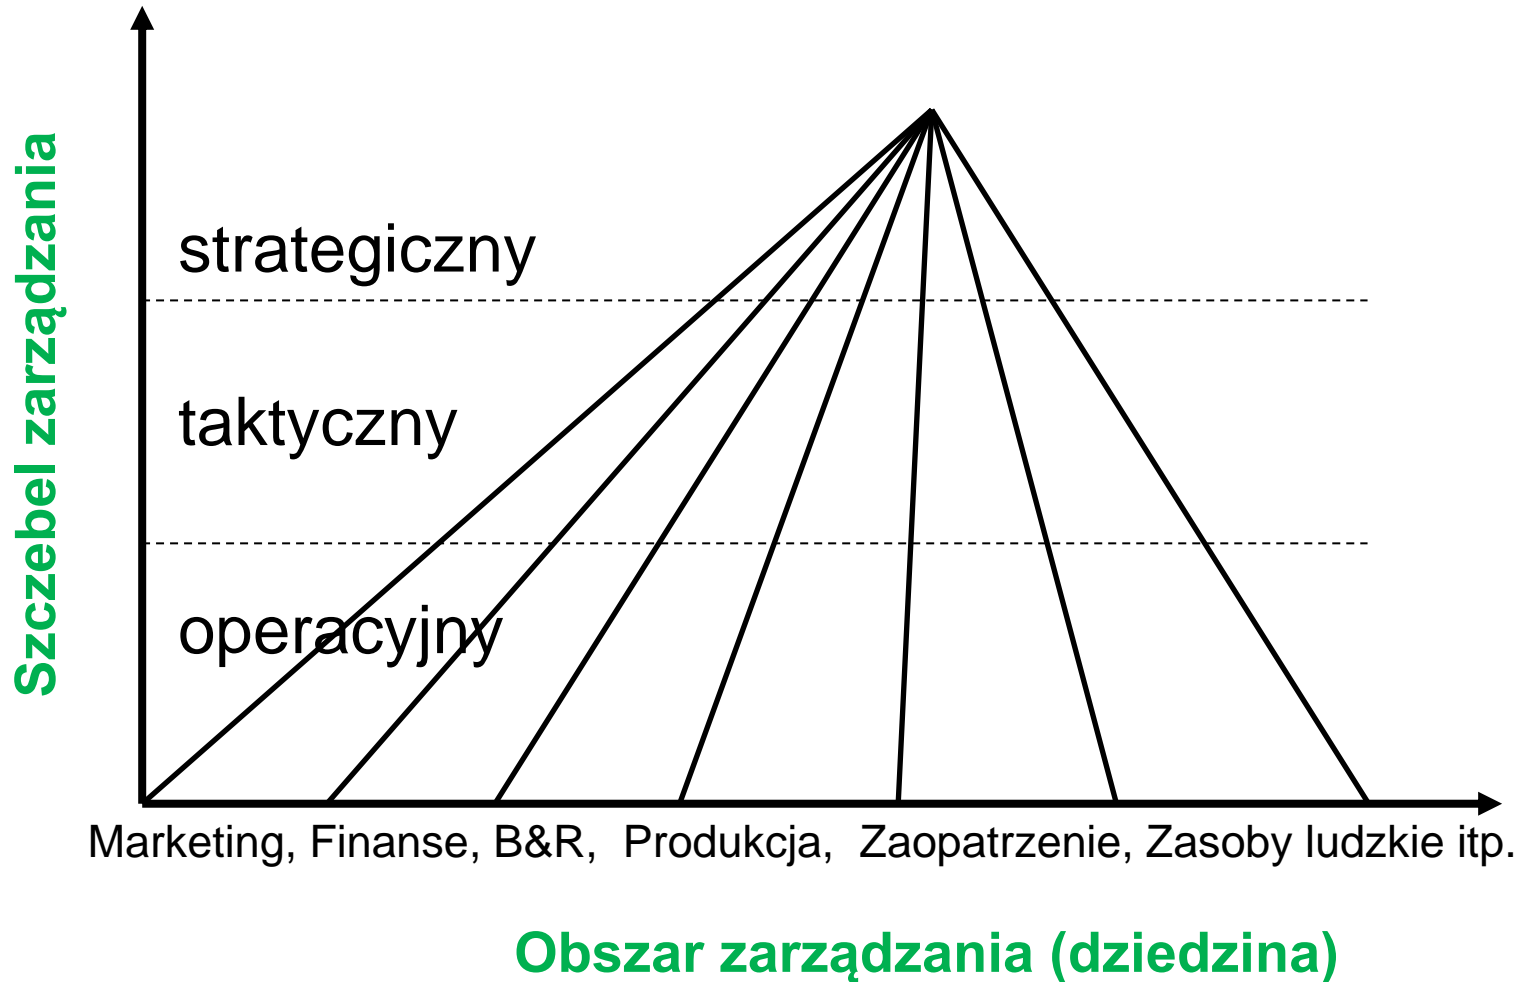 Szczebel zarządzania
strategiczny
taktyczny
operacyjny
Marketing, Finanse, B&R, Produkcja, Zaopatrzenie, Zasoby ludzkie itp.
Obszar zarządzania (dziedzina)